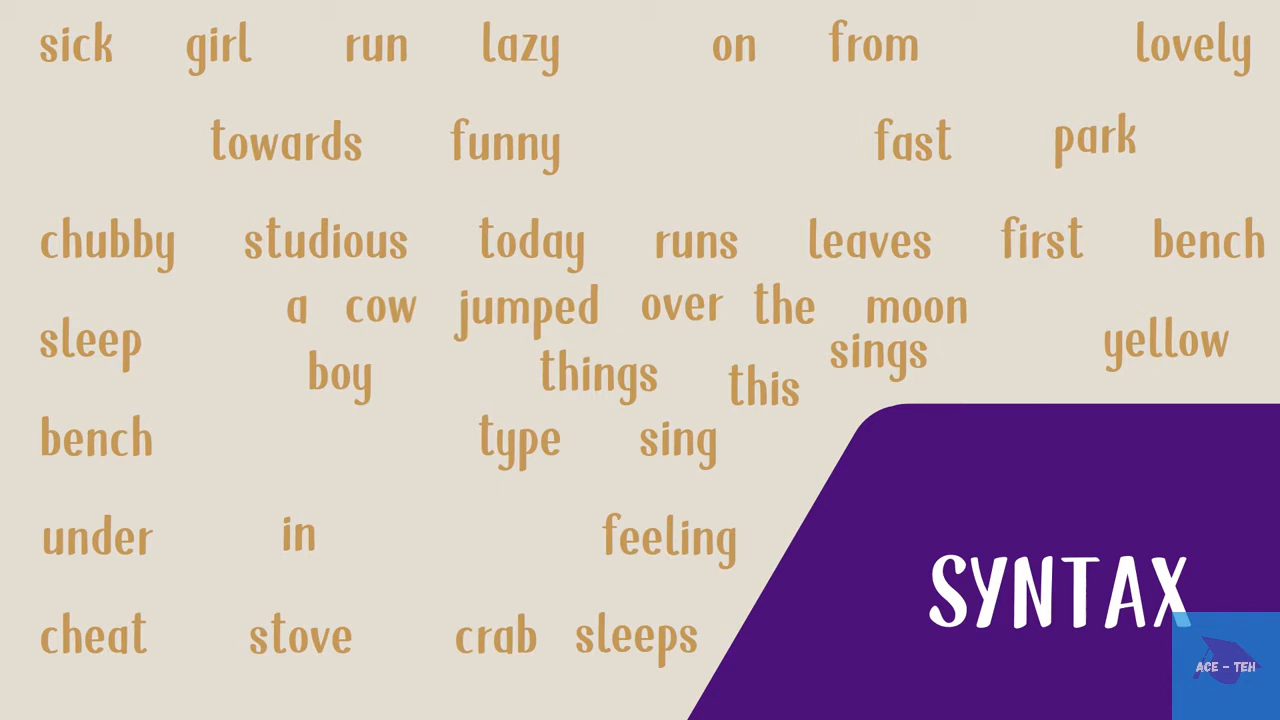 sick girl run lazy on from lovely
towards funny fast park
chubby studious today runs leaves first bench
a cow jumped over the moon
sleep sings yellow
boy things this
bench type sing
under in feeling
cheat stove crab sleeps
SYNTAX
ACE - TEH